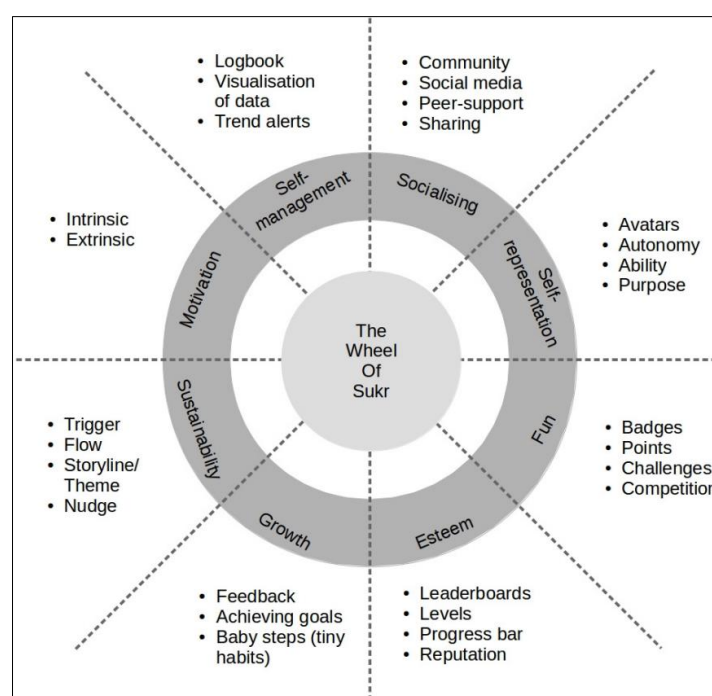 • Logbook
• Visualisation
of data
• Trend alerts
• Community
• Social media
• Peer-support
• Sharing
Self-
management
Socialising
• Intrinsic
• Extrinsic
Motivation
Self-
representation
• Avatars
• Autonomy
• Ability
• Purpose
The
Wheel
Of
Sukr
• Trigger
• Flow
• Storyline/
Theme
• Nudge
Sustainability
Fun
• Badges
• Points
• Challenges
• Competition
Growth
Esteem
• Feedback
• Achieving goals
• Baby steps (tiny
habits)
• Leaderboards
• Levels
• Progress bar
• Reputation